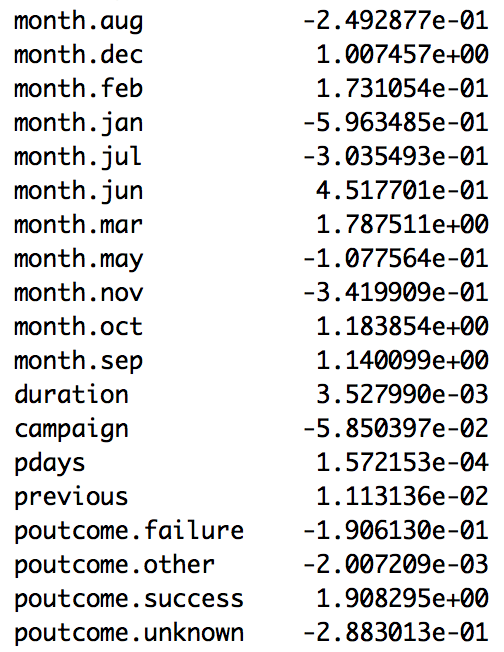 month.aug -2.492877e-01
month.dec 1.007457e+00
month.feb 1.731054e-01
month.jan -5.963485e-01
month.jul -3.035493e-01
month.jun 4.517701e-01
month.mar 1.787511e+00
month.may -1.077564e-01
month.nov -3.419909e-01
month.oct 1.183854e+00
month.sep 1.140099e+00
duration 3.527990e-03
campaign -5.850397e-02
pdays 1.572153e-04
previous 1.113136e-02
poutcome.failure -1.906130e-01
poutcome.other -2.007209e-03
poutcome.success 1.908295e+00
poutcome.unknown -2.883013e-01